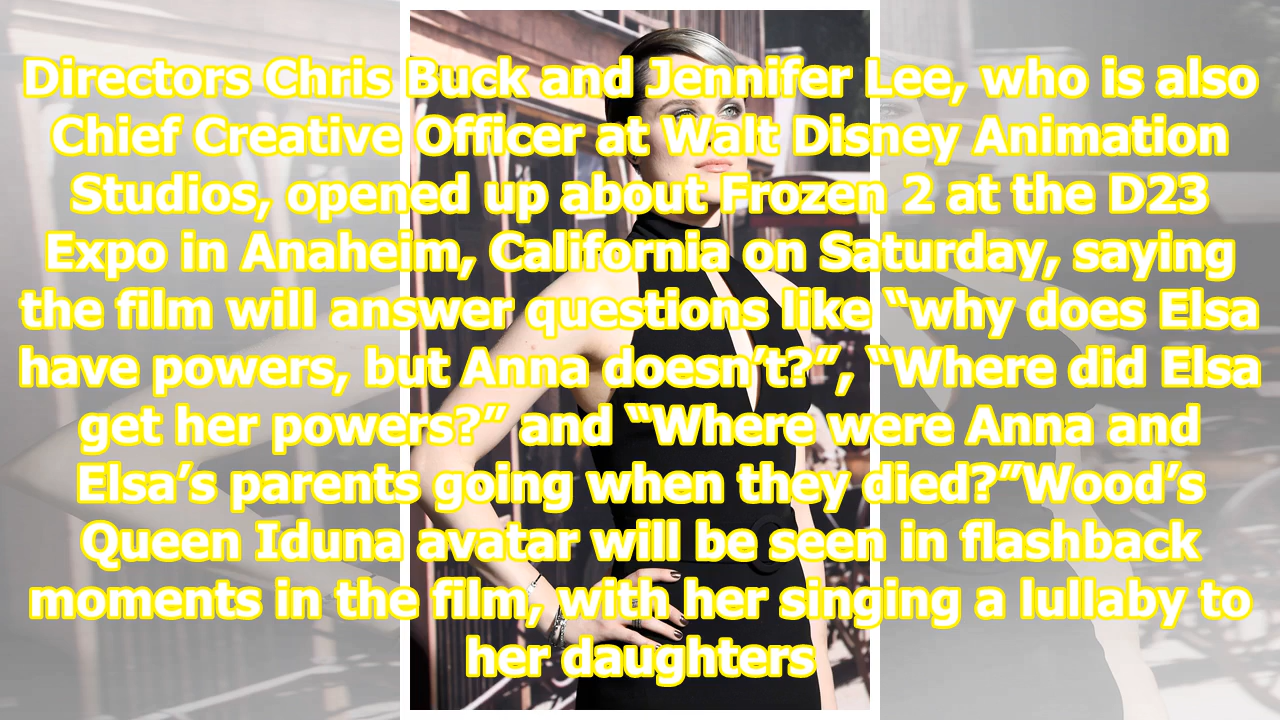 Directors Chris Buck and Jennifer Lee, who is also
Chief Creative Officer at Walt Disney Animation
Studios, opened up about Frozen 2 at the D23
Expo in Anaheim, California on Saturday, saying
the film will answer questions like “why does Elsa
have powers, but Anna doesn’t?”, “Where did Elsa
get her powers?” and “Where were Anna and
Elsa’s parents going when they died?”Wood’s
Queen Iduna avatar will be seen in flashback
moments in the film, with her singing a lullaby to
her daughters